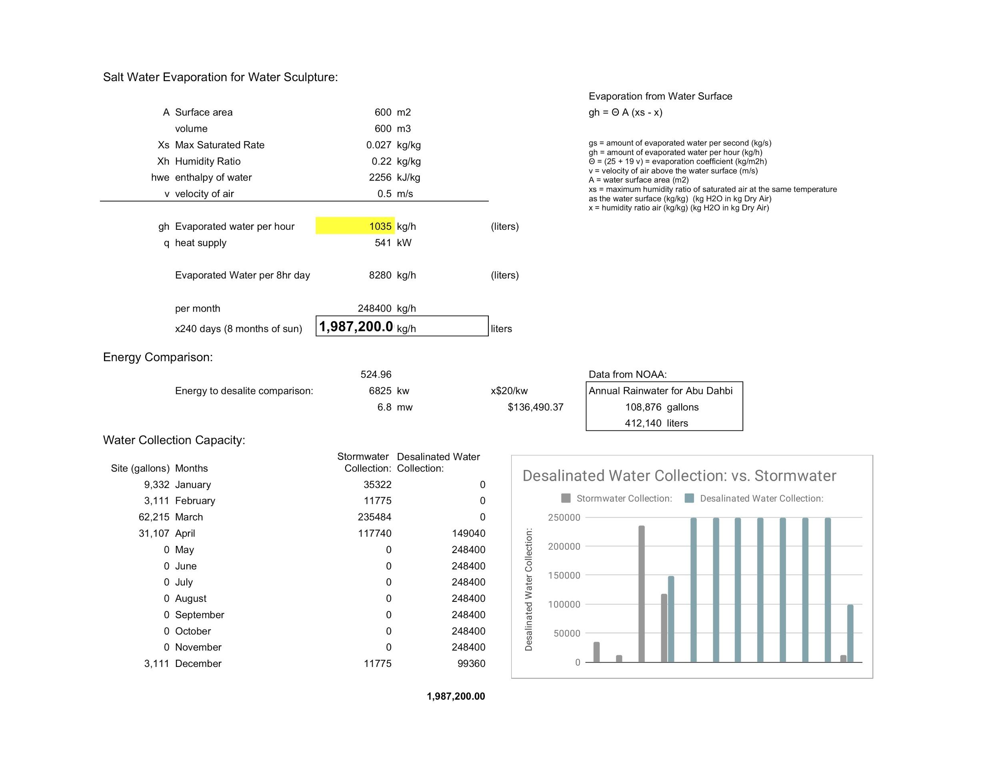 Salt Water Evaporation for Water Sculpture:
Evaporation from Water Surface
A Surface area 600 m2 gh = Θ A (xs - x)
volume 600 m3
Xs Max Saturated Rate 0.027 kg/kg
Xh Humidity Ratio 0.22 kg/kg
hwe enthalpy of water 2256 kJ/kg
v velocity of air 0.5 m/s
gs = amount of evaporated water per second (kg/s)
gh = amount of evaporated water per hour (kg/h)
Θ = (25 + 19 v) = evaporation coefficient (kg/m2h)
v = velocity of air above the water surface (m/s)
A = water surface area (m2)
xs = maximum humidity ratio of saturated air at the same temperature
as the water surface (kg/kg) (kg H2O in kg Dry Air)
x = humidity ratio air (kg/kg) (kg H2O in kg Dry Air)
gh Evaporated water per hour 1035 kg/h (liters)
q heat supply 541 kW
Evaporated Water per 8hr day 8280 kg/h (liters)
per month 248400 kg/h
x240 days (8 months of sun) 1,987,200.0 kg/h liters
Energy Comparison:
524.96 Data from NOAA:
Energy to desalite comparison: 6825 kw x$20/kw Annual Rainwater for Abu Dahbi
6.8 mw $136,490.37 108,876 gallons
412,140 liters
Water Collection Capacity:
Stormwater Desalinated Water
Site (gallons) Months Collection: Collection:
9,332 January 35322 0
3,111 February 11775 0
62,215 March 235484 0
31,107 April 117740 149040
0 May 0 248400
0 June 0 248400
0 July 0 248400
0 August 0 248400
0 September 0 248400
0 October 0 248400
0 November 0 248400
3,111 December 11775 99360
1,987,200.00
Desalinated Water Collection: vs. Stormwater
Stormwater Collection: Desalinated Water Collection:
Desalinated Water Collection:
250000
200000
150000
100000
50000
0